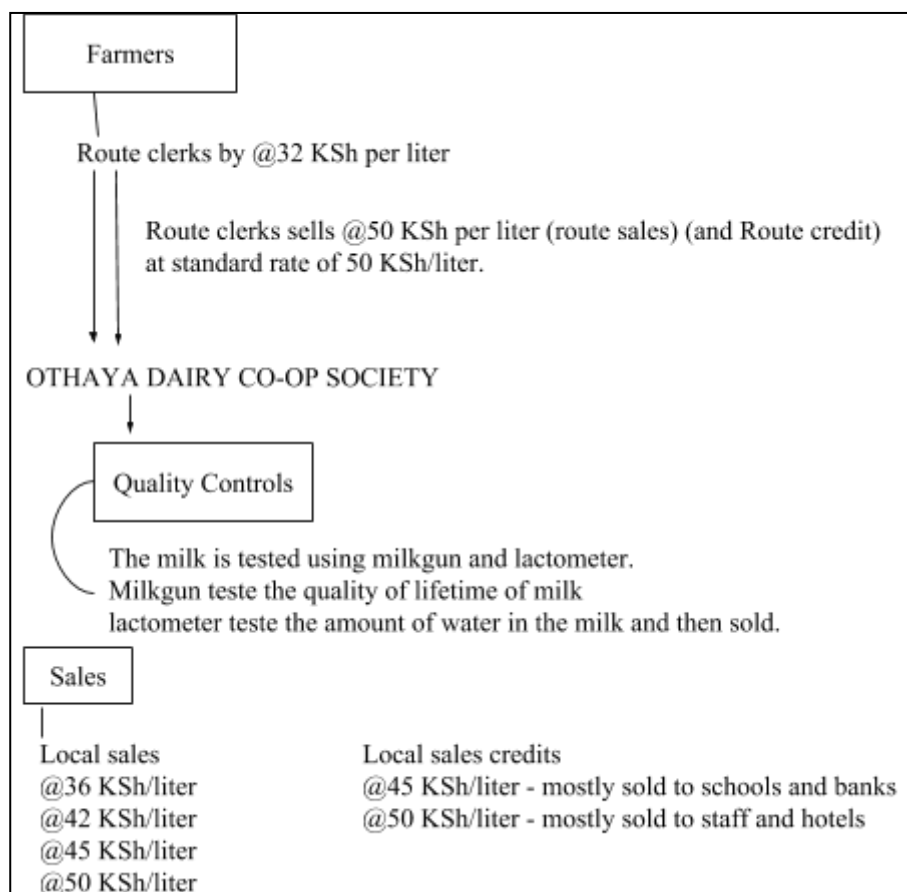 Farmers
Route clerks by @32 KSh per liter
Route clerks sells @50 KSh per liter (route sales) (and Route credit)
at standard rate of 50 KSh/liter.
OTHAYA DAIRY CO-OP SOCIETY
Quality Controls
The milk is tested using milkgun and lactometer.
Milkgun teste the quality of lifetime of milk
lactometer teste the amount of water in the milk and then sold.
Sales
Local sales
@36 KSh/liter
@42 KSh/liter
@45 KSh/liter
@50 KSh/liter
Local sales credits
@45 KSh/liter - mostly sold to schools and banks
@50 KSh/liter - mostly sold to staff and hotels